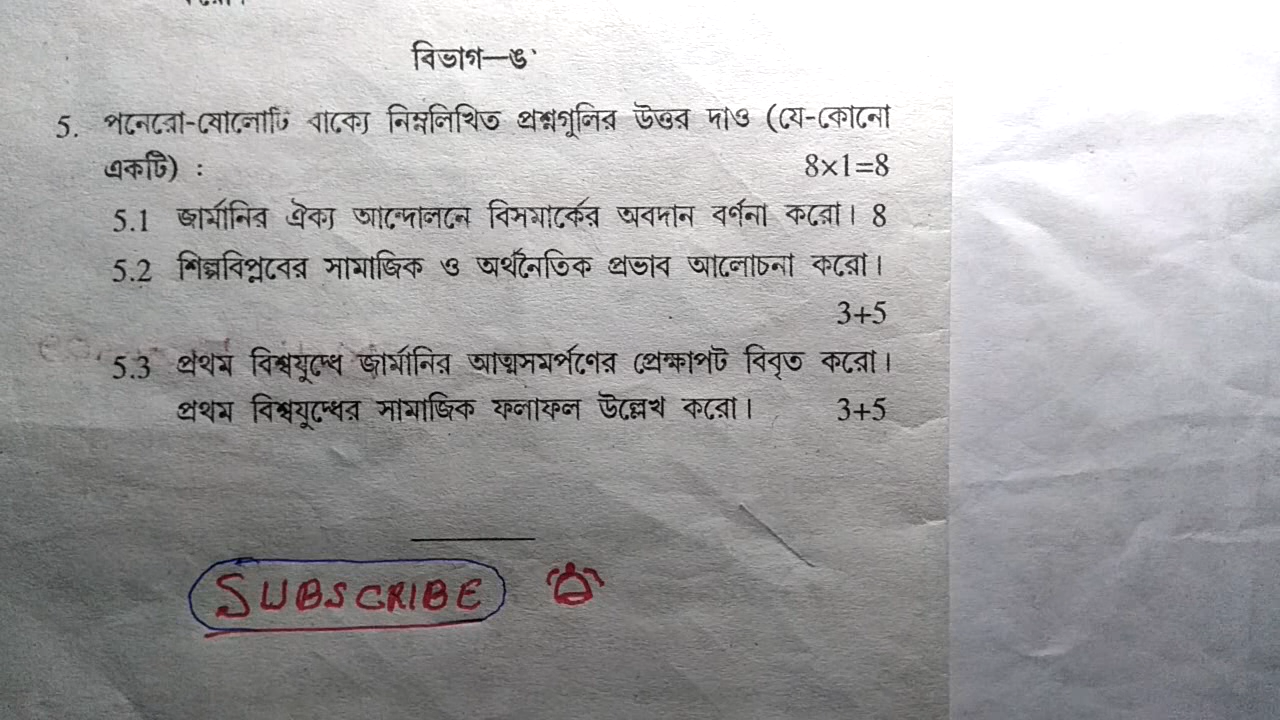 বিভাগ—ঙ
5. পনেরো-ষোলোটি বাক্যে নিম্নলিখিত প্রশ্নগুলির উত্তর দাও (যে-কোনো
একটি) : 8×1=8
5.1 জার্মানির ঐক্য আন্দোলনে বিসমার্কের অবদান বর্ণনা করো। 8
5.2 শিল্পবিপ্লবের সামাজিক ও অর্থনৈতিক প্রভাব আলোচনা করো।
3+5
5.3 প্রথম বিশ্বযুদ্ধে জার্মানির আত্মসমর্পণের প্রেক্ষাপট বিবৃত করো।
প্রথম বিশ্বযুদ্ধের সামাজিক ফলাফল উল্লেখ করো। 3+5
SUBSCRIBE